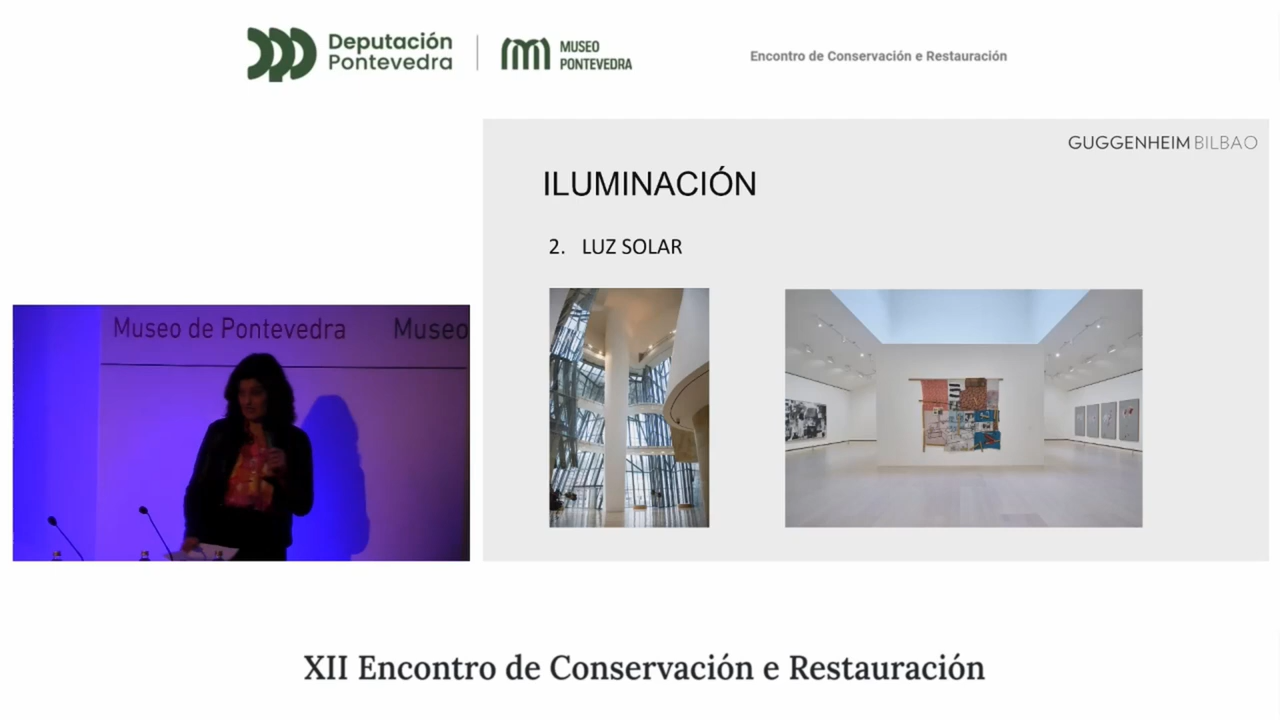 Deputación
Pontevedra
MUSEO
PONTEVEDRA
Encontro de Conservación e Restauración
GUGGENHEIM BILBAO
ILUMINACIÓN
2. LUZ SOLAR
Museo de Pontevedra
Museo
XII Encontro de Conservación e Restauración